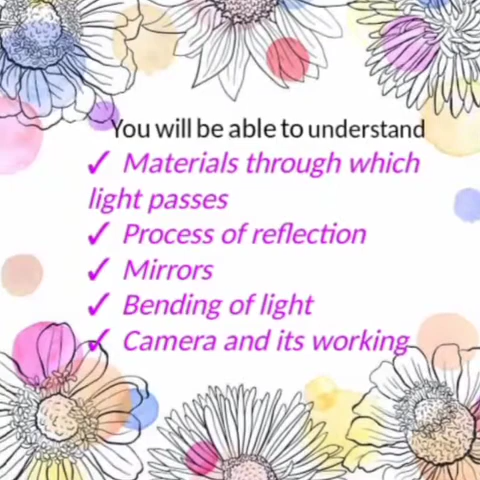 You will be able to understand
✓ Materials through which
light passes
✓ Process of reflection
✓ Mirrors
✓ Bending of light
✓ Camera and its working